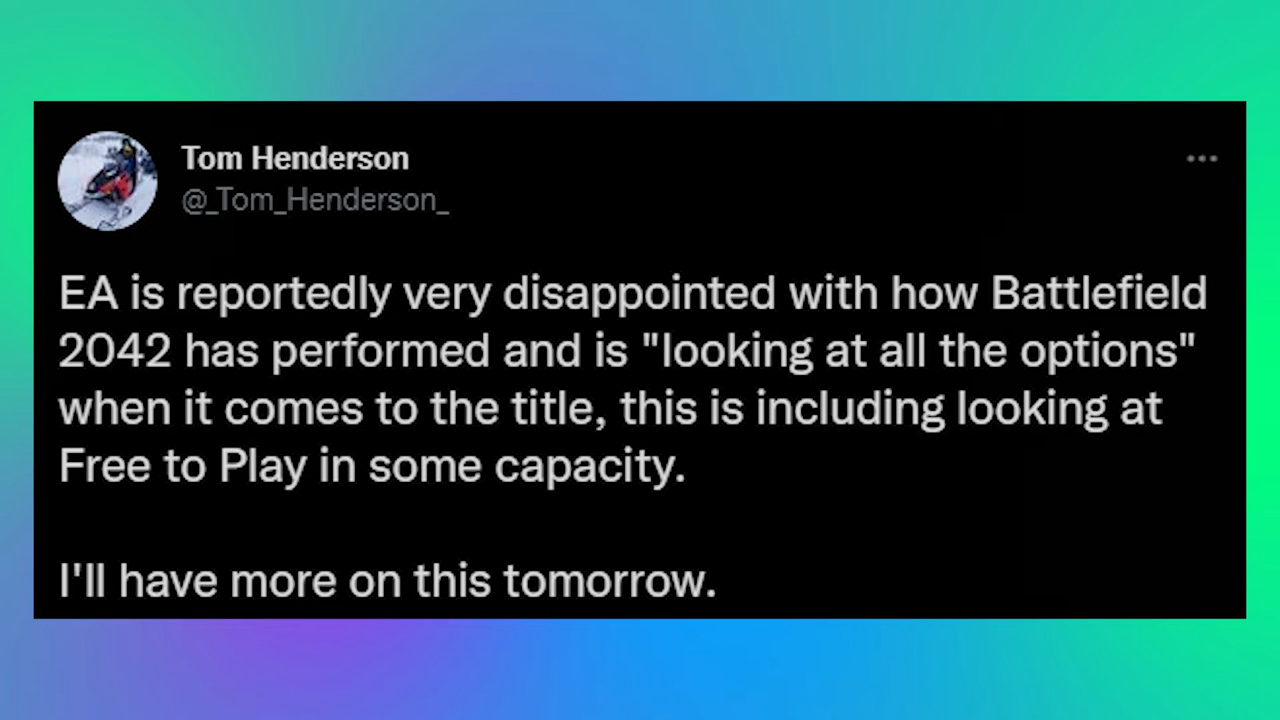 Tom Henderson
@_Tom_Henderson_
EA is reportedly very disappointed with how Battlefield
2042 has performed and is "looking at all the options"
when it comes to the title, this is including looking at
Free to Play in some capacity.
I'll have more on this tomorrow.